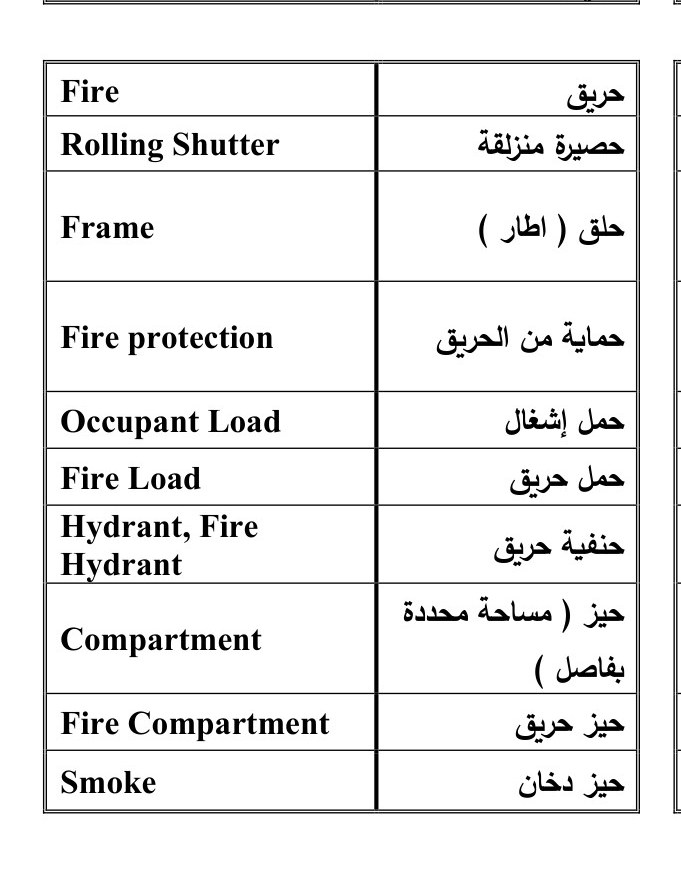 Fire
حريق
Rolling Shutter
حصيرة منزلقة
Frame
حلق ( اطار )
Fire protection
حماية من الحريق
Occupant Load
حمل إشغال
Fire Load
حمل حريق
Hydrant, Fire
Hydrant
حنفية حريق
Compartment
حيز ( مساحة محددة
بفاصل )
Fire Compartment
حيز حريق
Smoke
حيز دخان